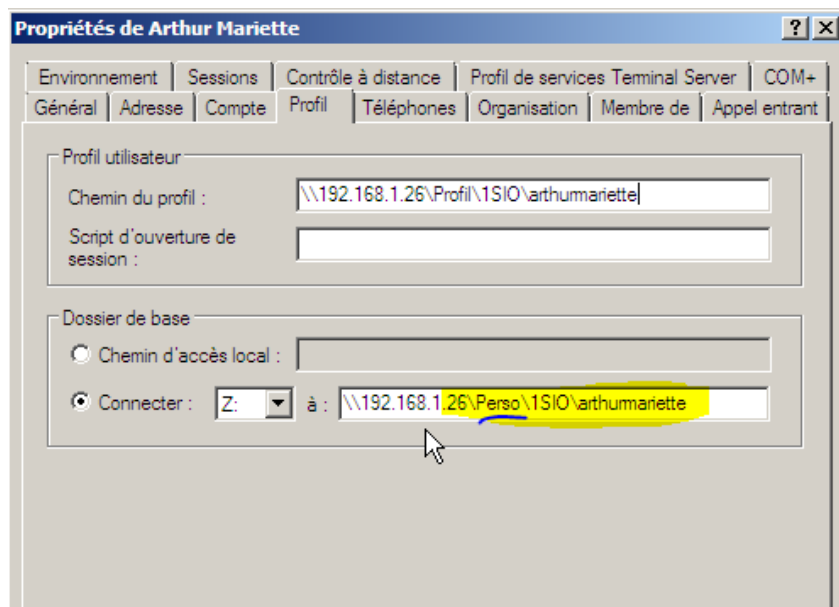 Propriétés de Arthur Mariette
Environnement Sessions Contrôle à distance Profil de services Terminal Server COM+
Général Adresse Compte Profil Téléphones Organisation Membre de Appel entrant
Profil utilisateur
Chemin du profil : \\192.168.1.26\Profil\1SIO\arthurmariette
Script d'ouverture de
session :
Dossier de base
Chemin d'accès local :
Connecter : Z: à : \\192.168.1.26\Perso\1SIO\arthurmariette